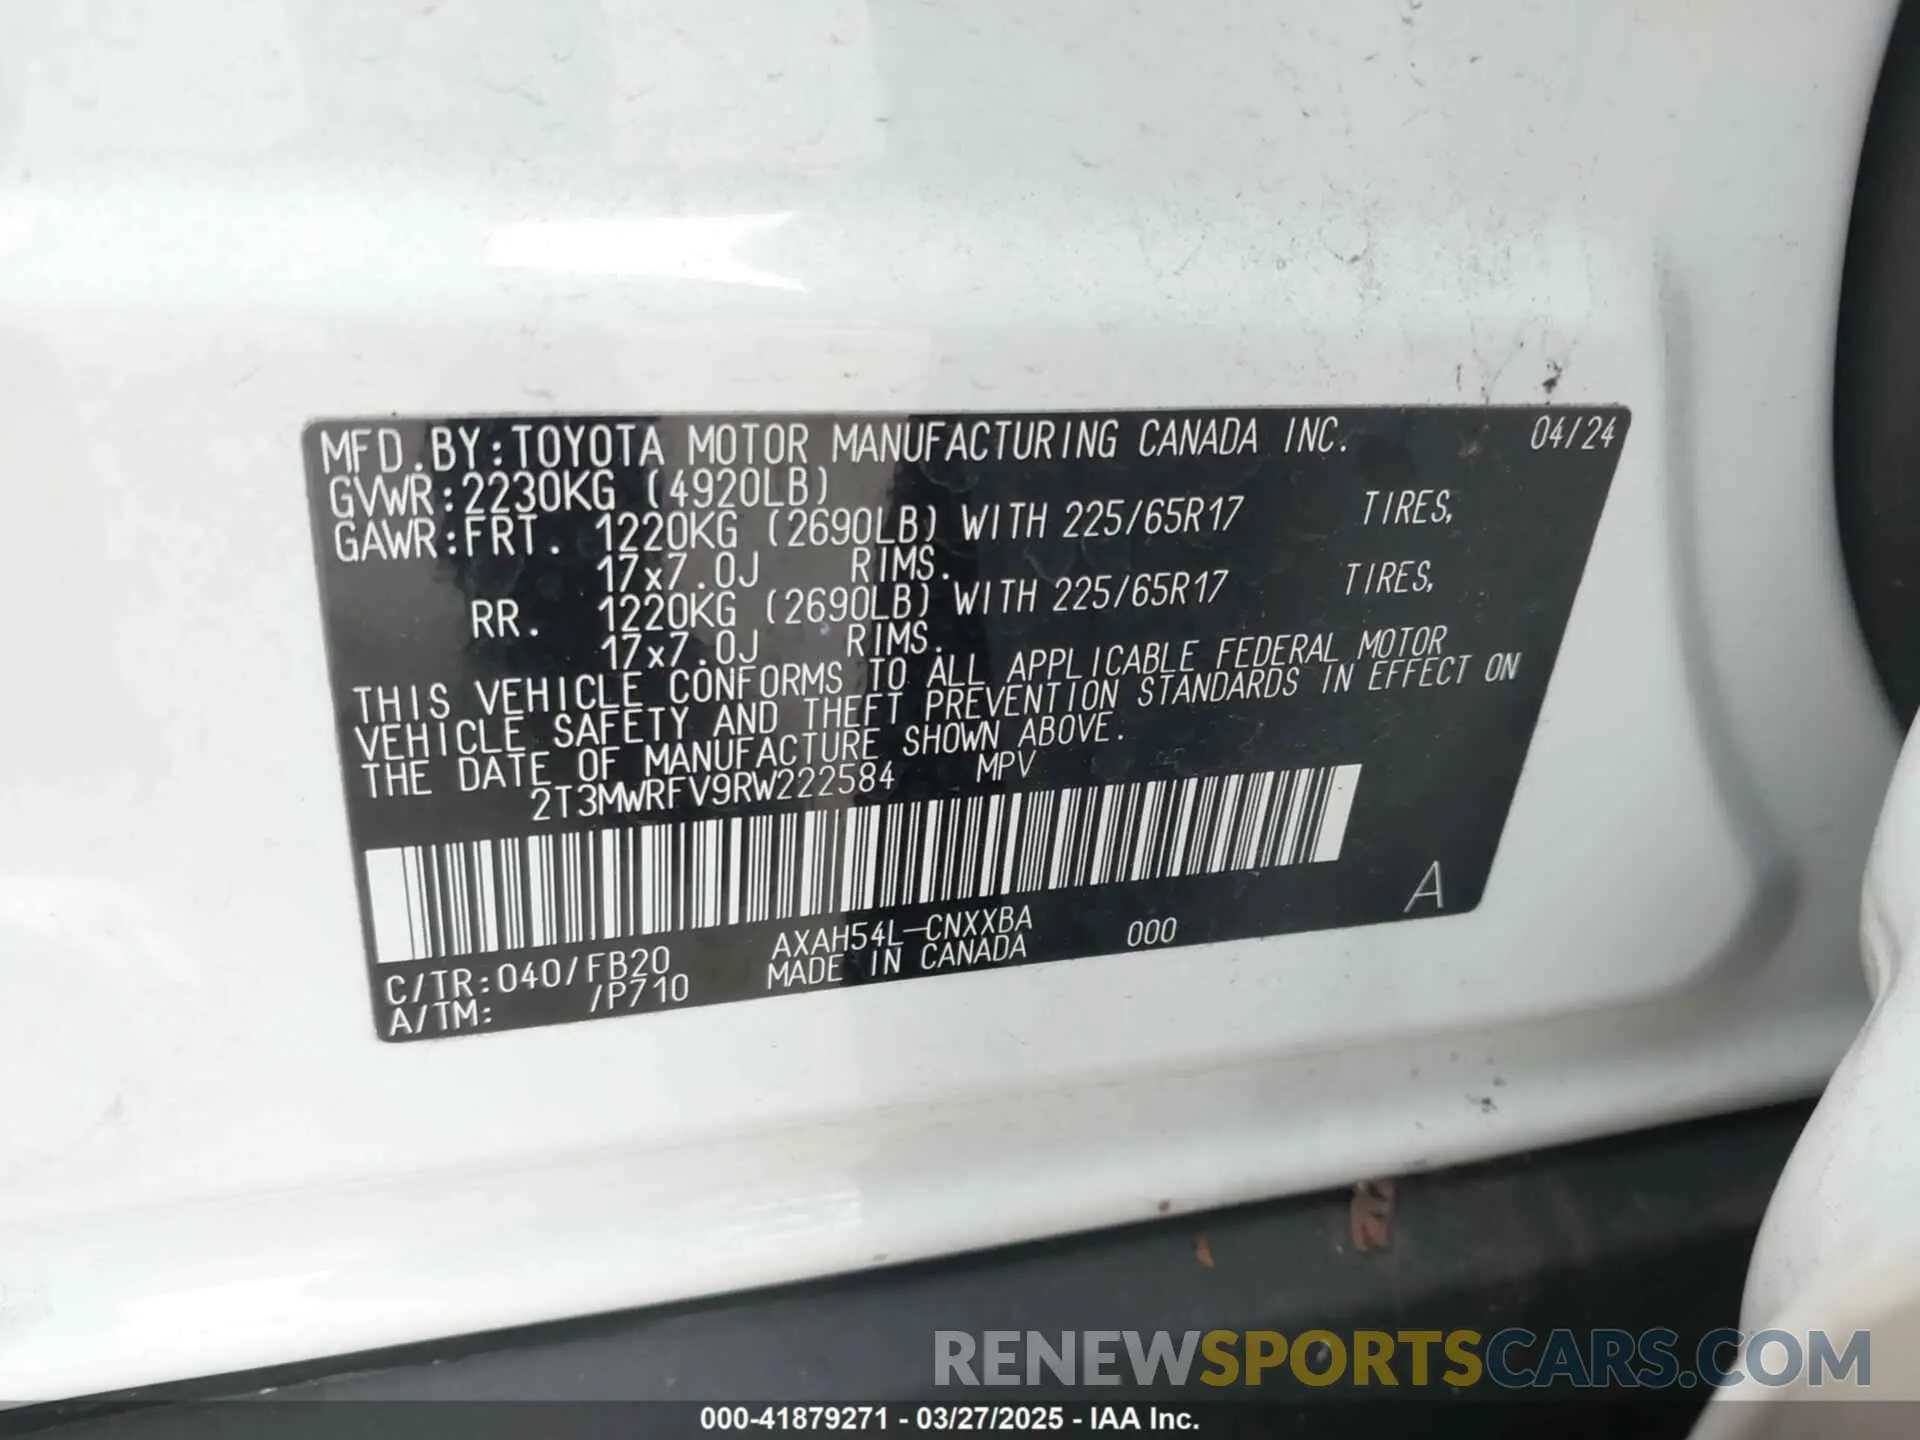 MFD.BY:TOYOTA MOTOR MANUFACTURING CANADA INC. 04/24
GVWR:2230KG (4920LB)
GAWR:FRT. 1220KG (2690LB) WITH 225/65R17 TIRES,
17x7.0J RIMS.
RR. 1220KG (2690LB) WITH 225/65R17 TIRES,
17x7.0J RIMS.
THIS VEHICLE CONFORMS TO ALL APPLICABLE FEDERAL MOTOR
VEHICLE SAFETY AND THEFT PREVENTION STANDARDS IN EFFECT ON
THE DATE OF MANUFACTURE SHOWN ABOVE.
2T3MWRFV9RW222584 MPV
A
C/TR:040/FB20 AXAH54L-CNXXBA 000
A/TM: /P710 MADE IN CANADA
RENEWSPORTSCARS.COM
000-41879271 - 03/27/2025 - IAA Inc.